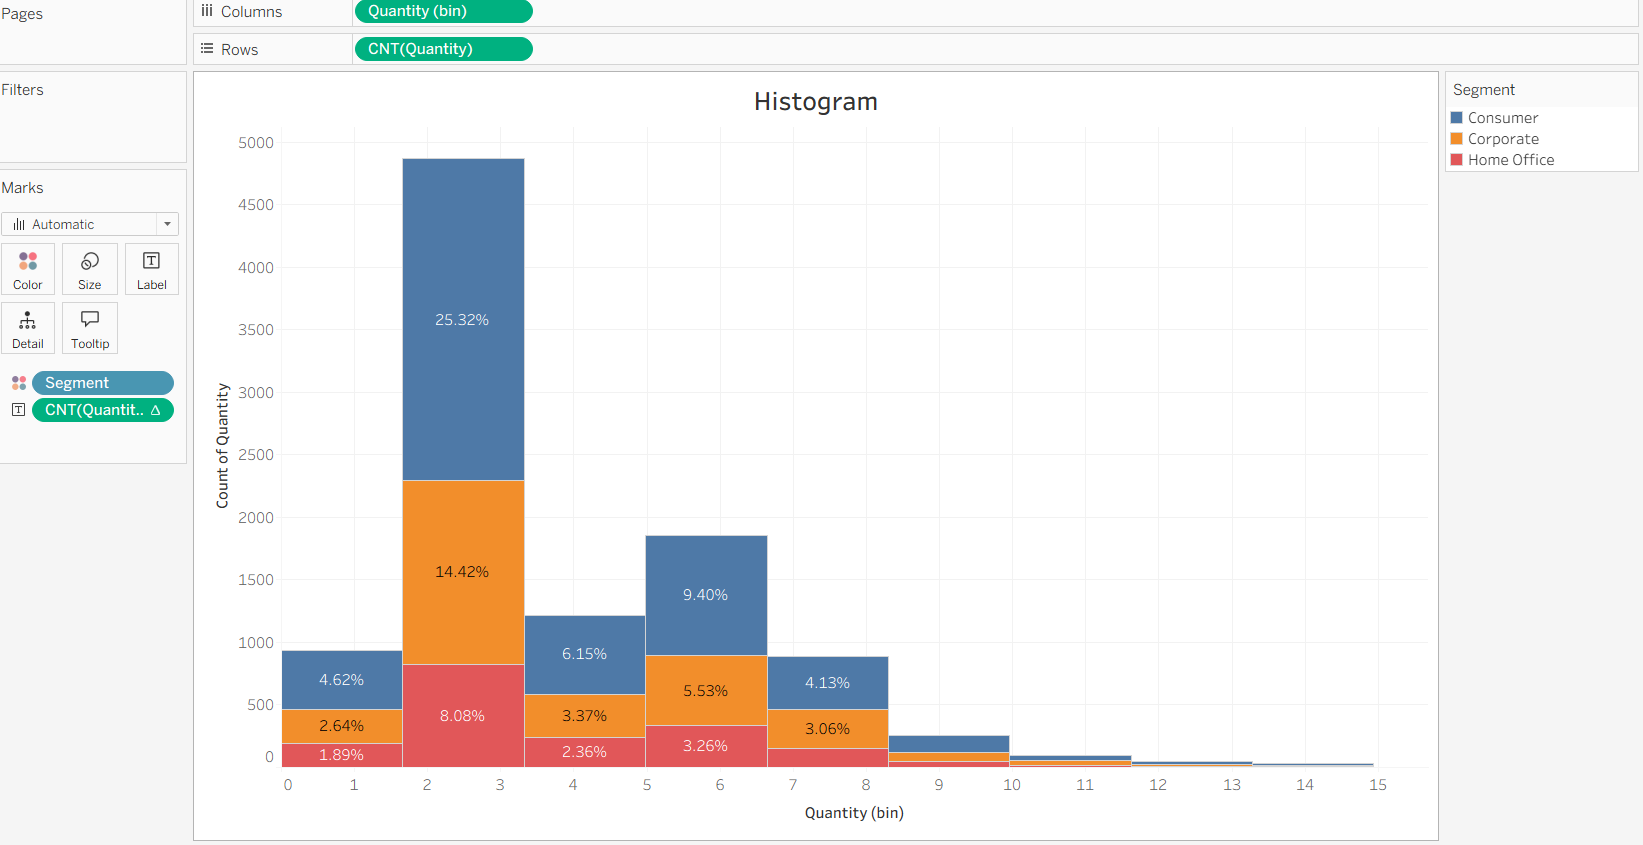 Pages
Columns
Quantity (bin)
Rows
CNT(Quantity)
Filters
Marks
Automatic
Color
Size
Label
Detail
Tooltip
Segment
CNT(Quantit..
Histogram
5000
4500
4000
3500
3000
2500
2000
1500
1000
500
0
Count of Quantity
25.32%
14.42%
8.08%
4.62%
2.64%
1.89%
6.15%
3.37%
2.36%
9.40%
5.53%
3.26%
4.13%
3.06%
0 1 2 3 4 5 6 7 8 9 10 11 12 13 14 15
Quantity (bin)
Segment
Consumer
Corporate
Home Office